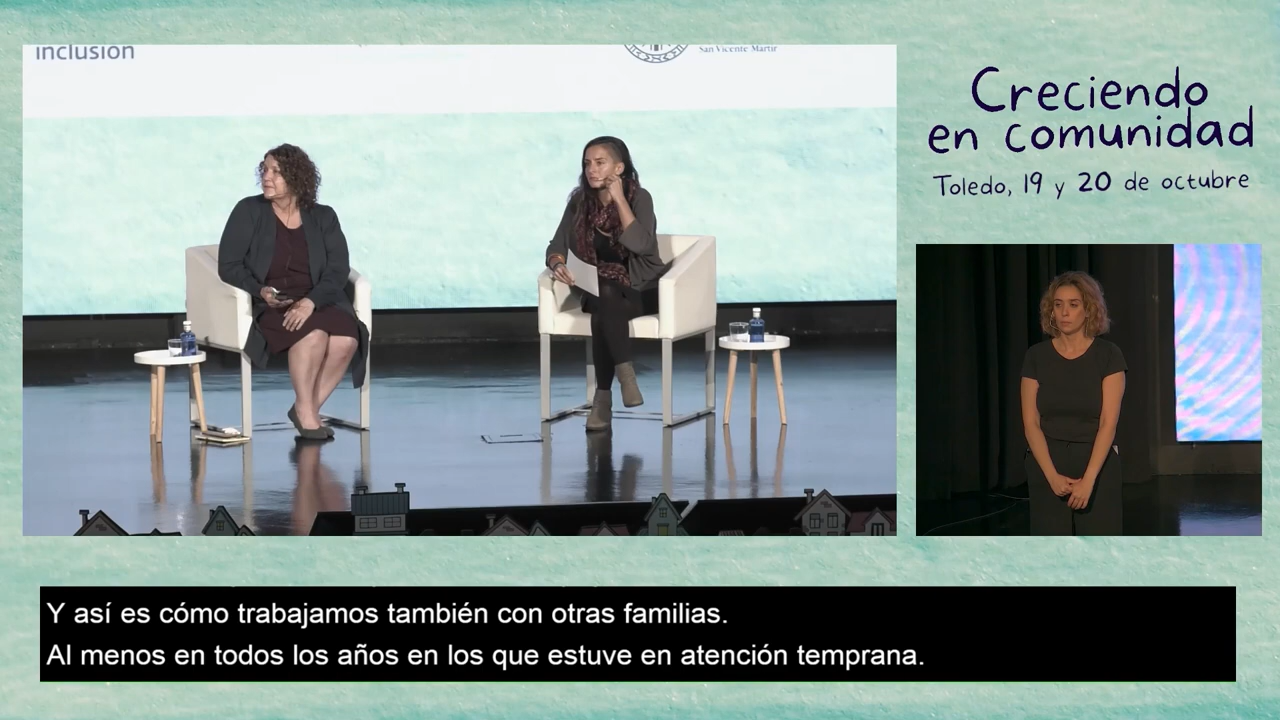 inclusión
San Vicente Mártir
Creciendo
en comunidad
Toledo, 19 y 20 de octubre
Y así es cómo trabajamos también con otras familias.
Al menos en todos los años en los que estuve en atención temprana.